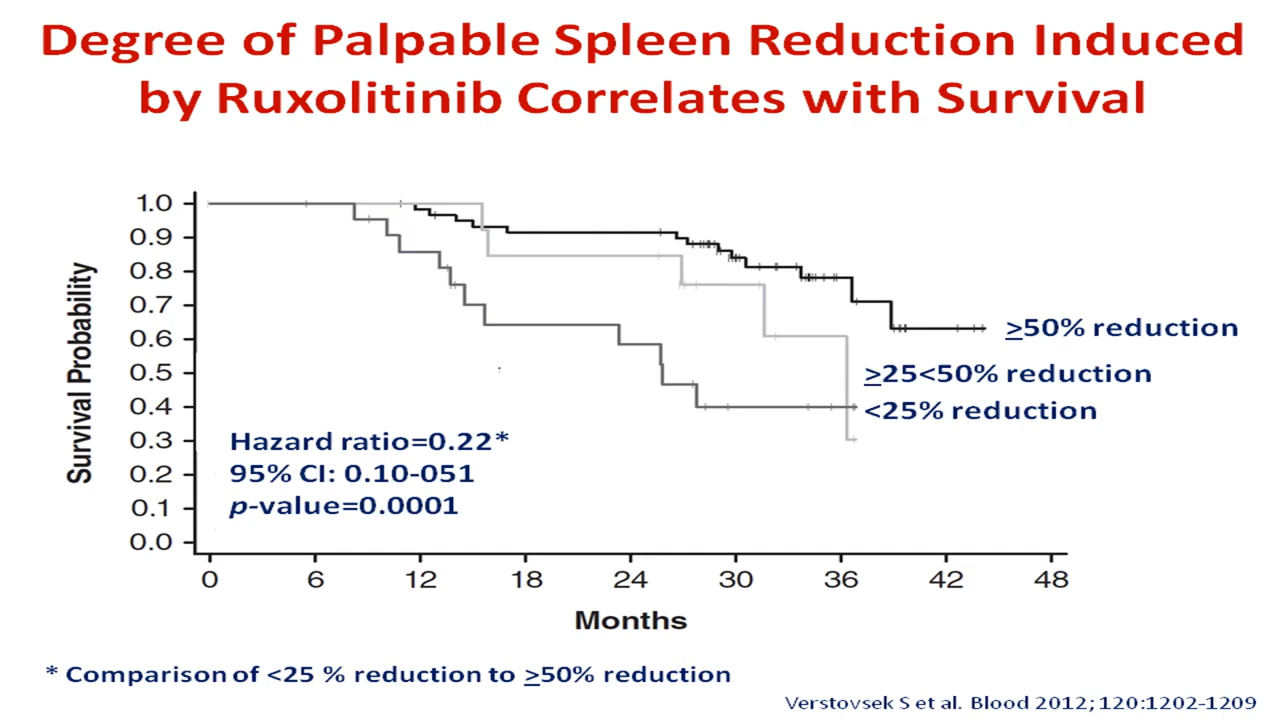 Degree of Palpable Spleen Reduction Induced
by Ruxolitinib Correlates with Survival
Survival Probability
1.0
0.9
0.8
0.7
0.6
0.5
0.4
0.3
0.2
0.1
0.0
≥50% reduction
≥25<50% reduction
<25% reduction
Hazard ratio=0.22*
95% CI: 0.10-051
p-value=0.0001
0 6 12 18 24 30 36 42 48
Months
* Comparison of <25 % reduction to ≥50% reduction
Verstovsek S et al. Blood 2012; 120:1202-1209